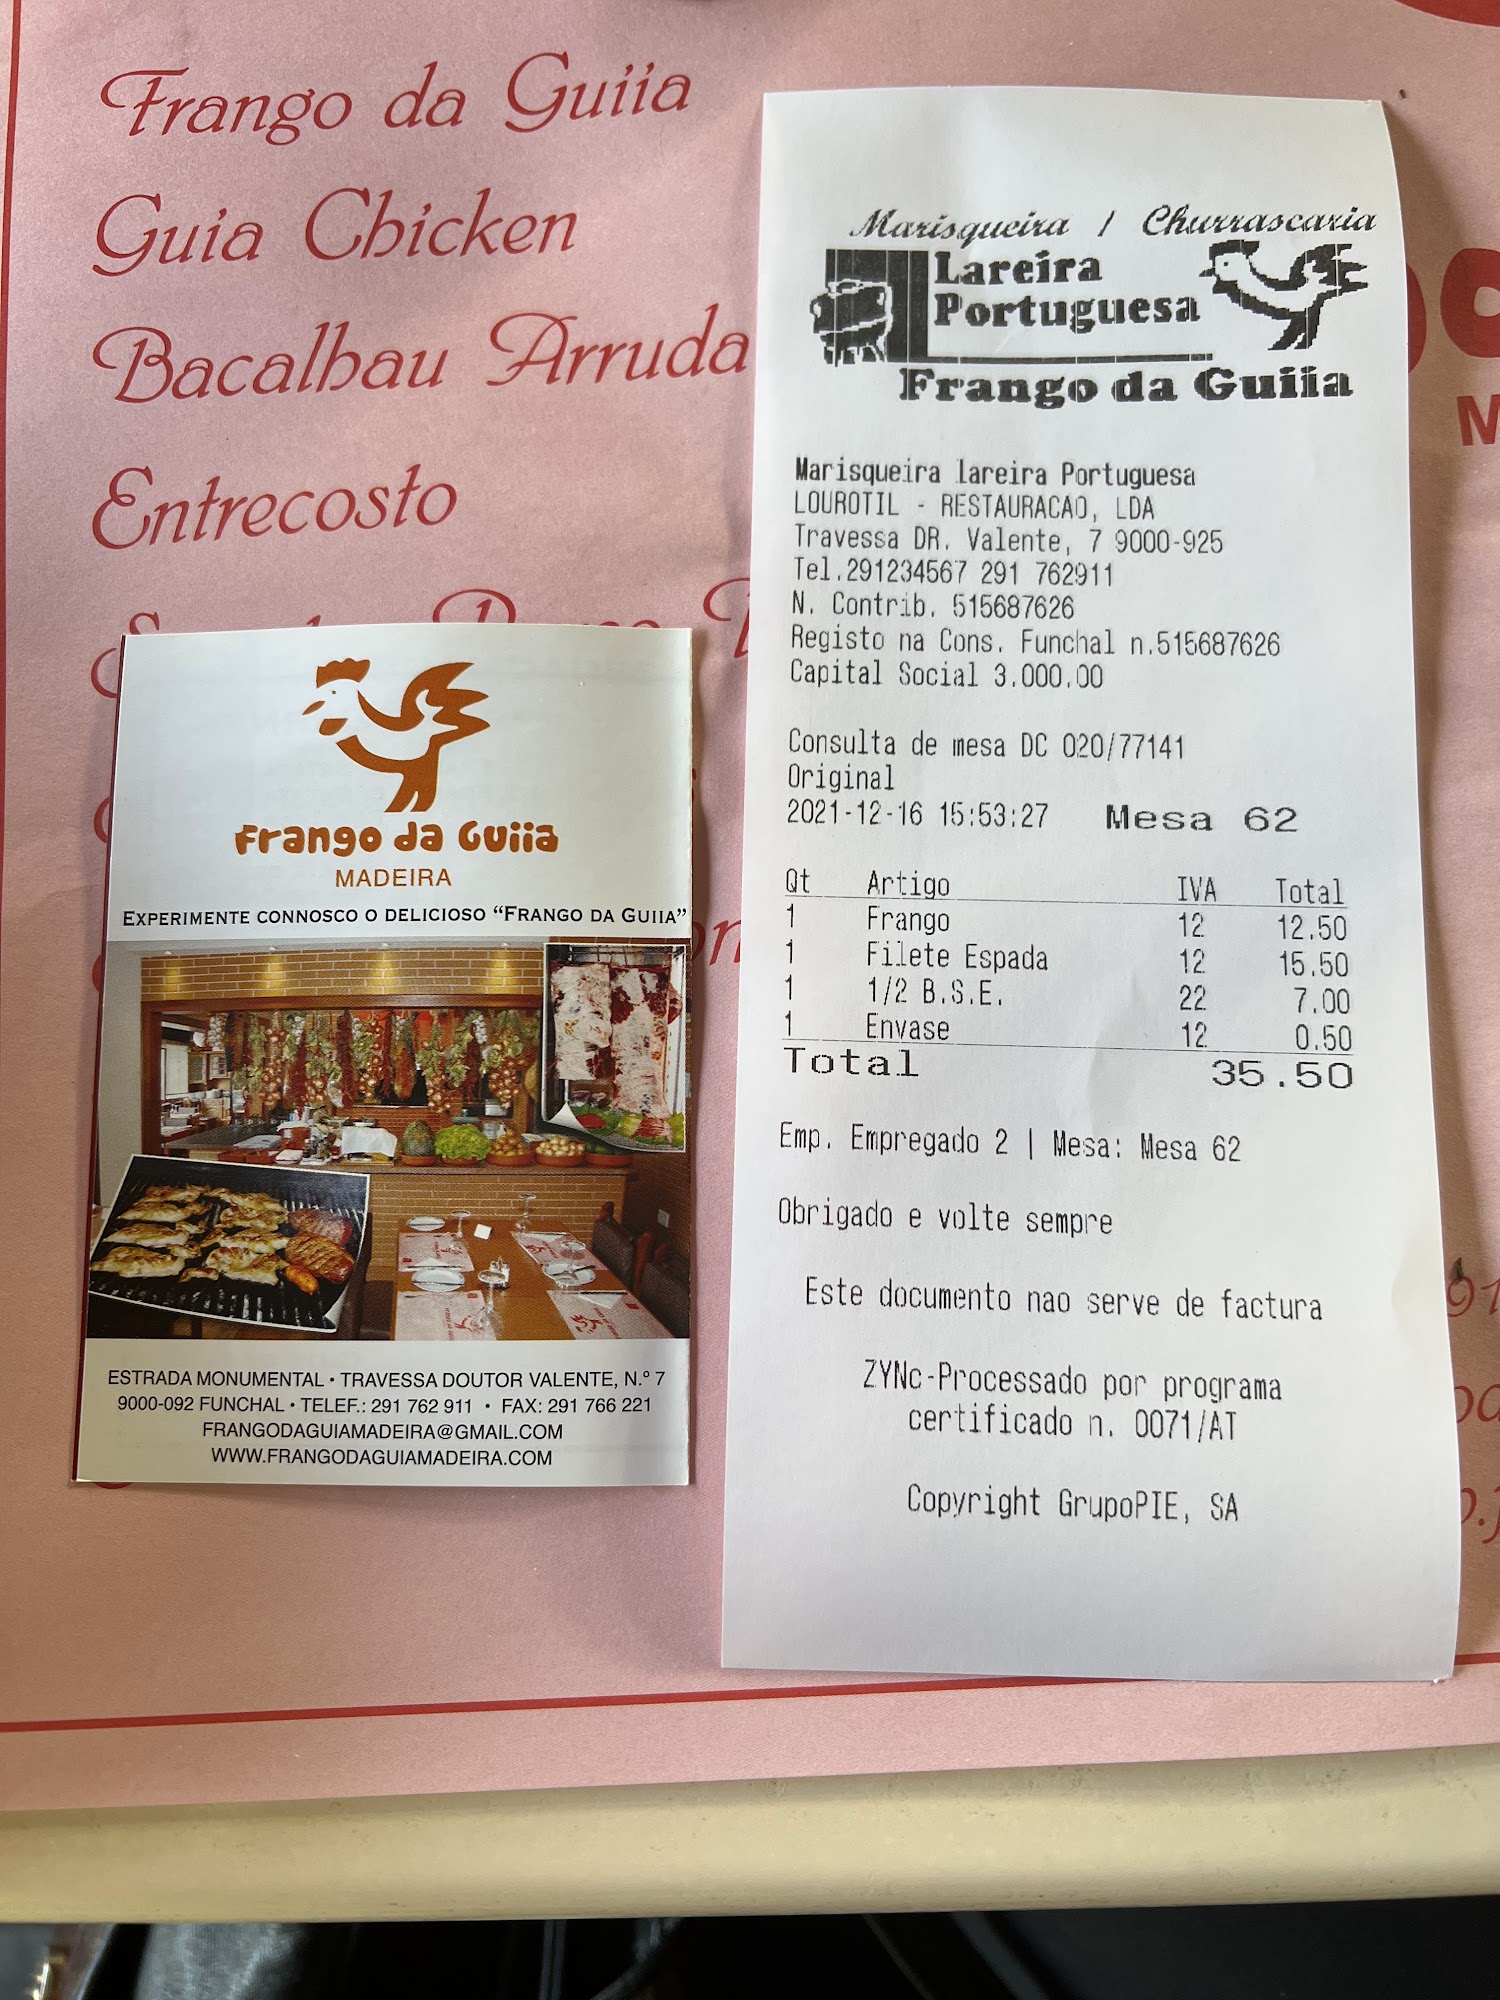 Frango da Guiia
Guia Chicken
Bacalhau Arruda
Entrecosto
Frango da Guiia
MADEIRA
EXPERIMENTE CONNOSCO O DELICIOSO "FRANGO DA GUIIA"
ESTRADA MONUMENTAL • TRAVESSA DOUTOR VALENTE, N.º 7
9000-092 FUNCHAL • TELEF.: 291 762 911 • FAX: 291 766 221
FRANGODAGUIAMADEIRA@GMAIL.COM
WWW.FRANGODAGUIAMADEIRA.COM
Marisqueira / Churrascaria
Lareira
Portuguesa
Frango da Guiia
Marisqueira lareira Portuguesa
LOUROTIL - RESTAURACAO, LDA
Travessa DR. Valente, 7 9000-925
Tel.291234567 291 762911
N. Contrib. 515687626
Registo na Cons. Funchal n.515687626
Capital Social 3.000.00
Consulta de mesa DC 020/77141
Original
2021-12-16 15:53:27 Mesa 62
Qt Artigo IVA Total
1 Frango 12 12.50
1 Filete Espada 12 15.50
1 1/2 B.S.E. 22 7.00
1 Envase 12 0.50
Total 35.50
Emp. Empregado 2 | Mesa: Mesa 62
Obrigado e volte sempre
Este documento nao serve de factura
ZYNc-Processado por programa
certificado n. 0071/AT
Copyright GrupoPIE, SA